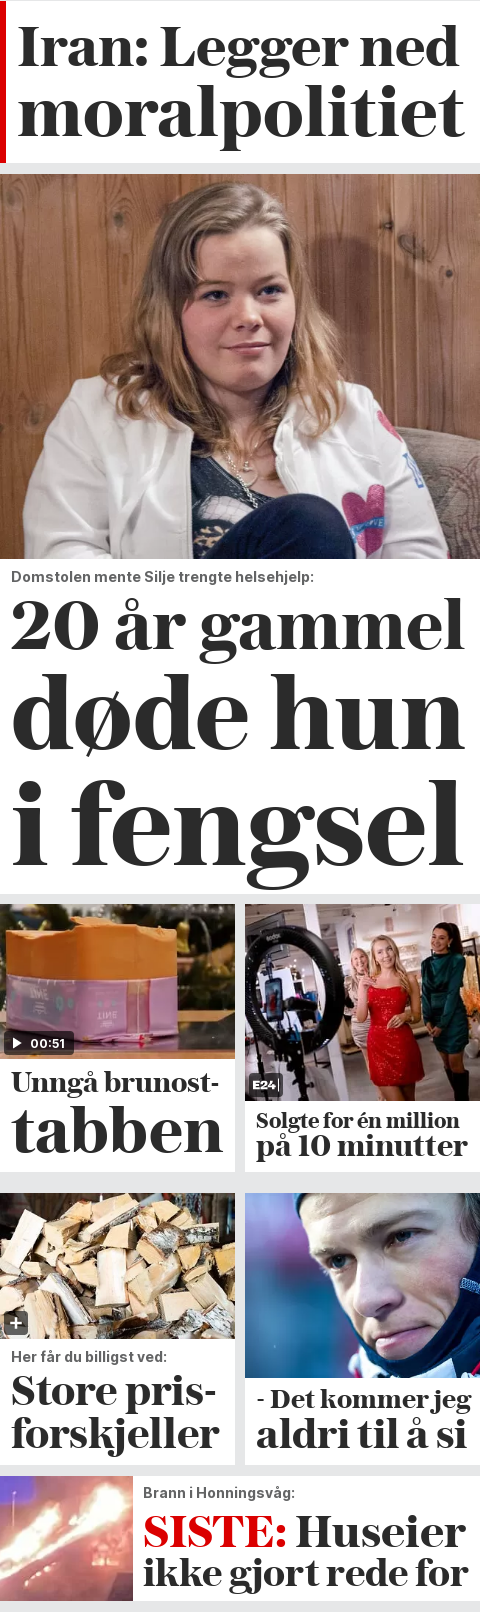 Iran: Legger ned
moralpolitiet
Domstolen mente Silje trengte helsehjelp:
20 år gammel
døde hun
i fengsel
00:51
Unngå brunost-
tabben
E24
Solgte for én million
på 10 minutter
Her får du billigst ved:
Store pris-
forskjeller
- Det kommer jeg
aldri til å si
Brann i Honningsvåg:
SISTE: Huseier
ikke gjort rede for